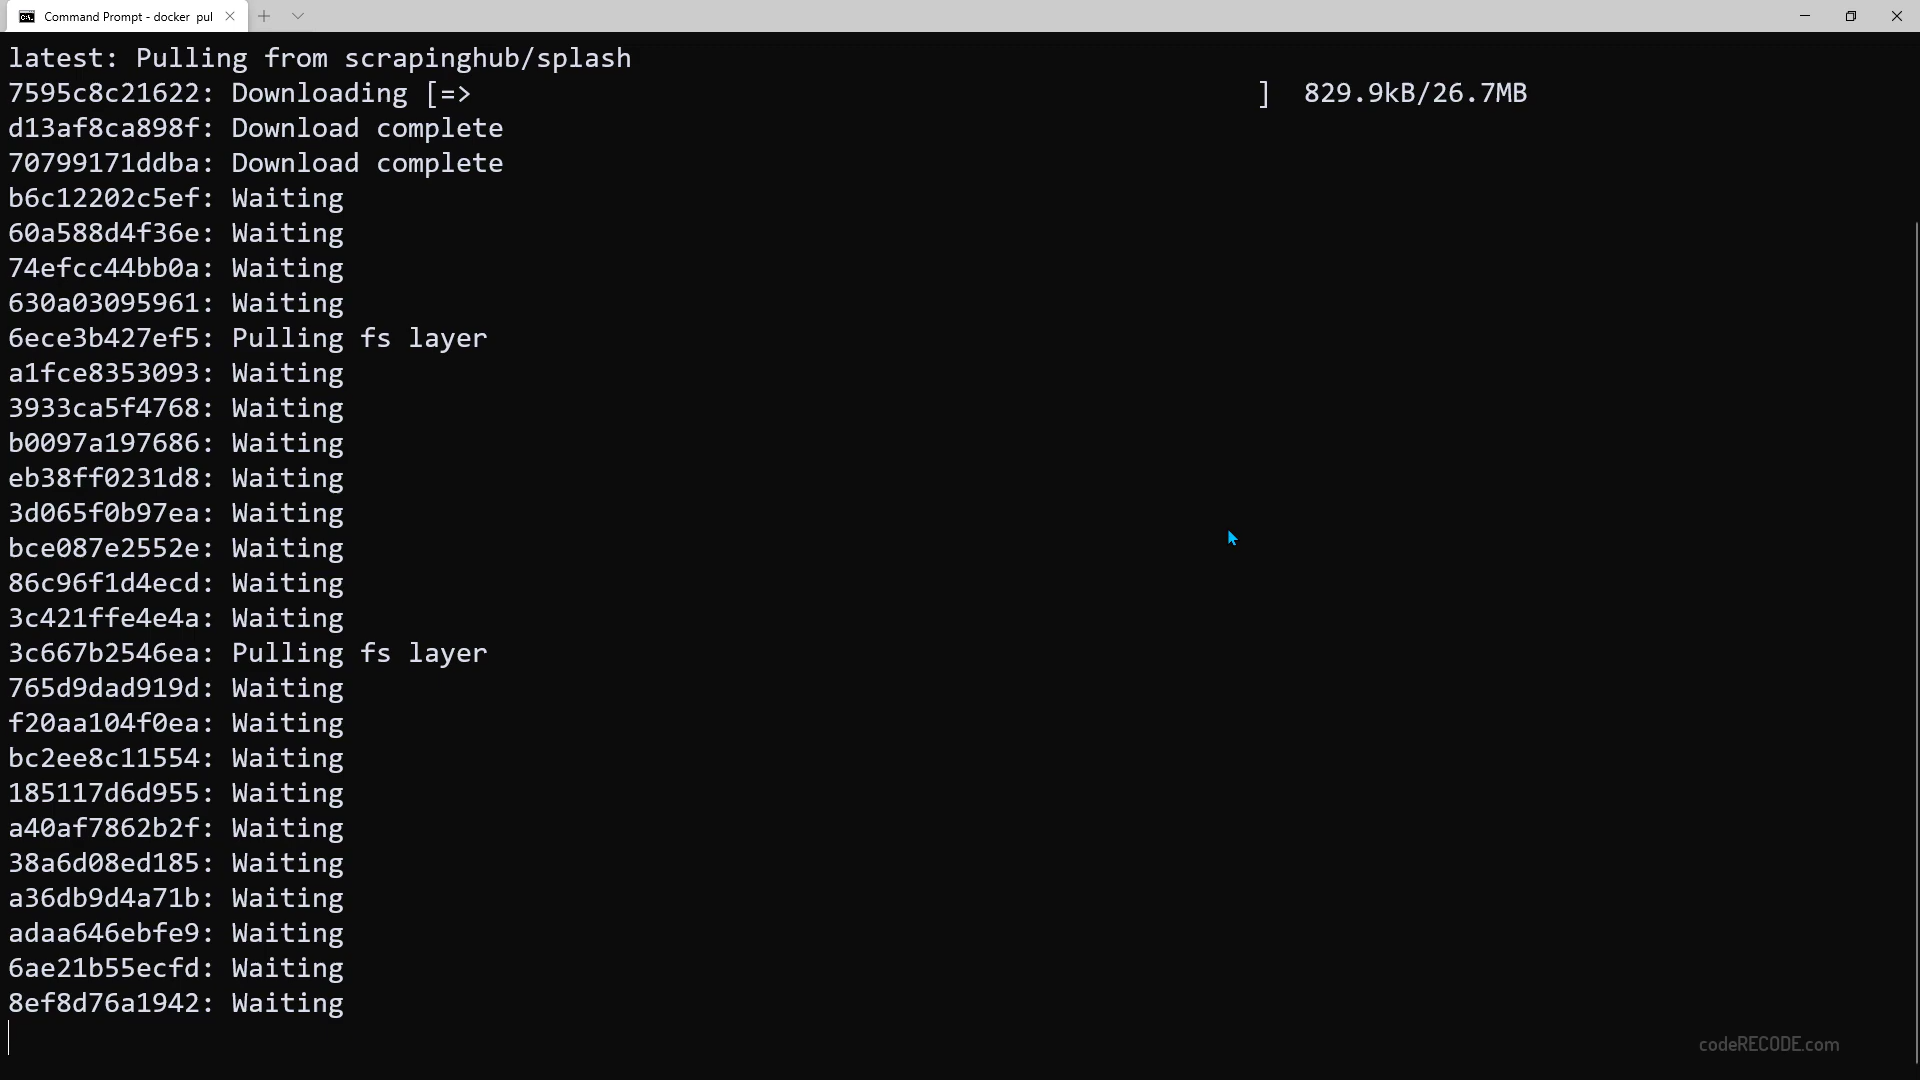 Command Prompt - docker  pul
latest: Pulling from scrapinghub/splash
7595c8c21622: Downloading [=>                                                 ]  829.9kB/26.7MB
d13af8ca898f: Download complete
70799171ddba: Download complete
b6c12202c5ef: Waiting
60a588d4f36e: Waiting
74efcc44bb0a: Waiting
630a03095961: Waiting
6ece3b427ef5: Pulling fs layer
a1fce8353093: Waiting
3933ca5f4768: Waiting
b0097a197686: Waiting
eb38ff0231d8: Waiting
3d065f0b97ea: Waiting
bce087e2552e: Waiting
86c96f1d4ecd: Waiting
3c421ffe4e4a: Waiting
3c667b2546ea: Pulling fs layer
765d9dad919d: Waiting
f20aa104f0ea: Waiting
bc2ee8c11554: Waiting
185117d6d955: Waiting
a40af7862b2f: Waiting
38a6d08ed185: Waiting
a36db9d4a71b: Waiting
adaa646ebfe9: Waiting
6ae21b55ecfd: Waiting
8ef8d76a1942: Waiting
codeRECODE.com